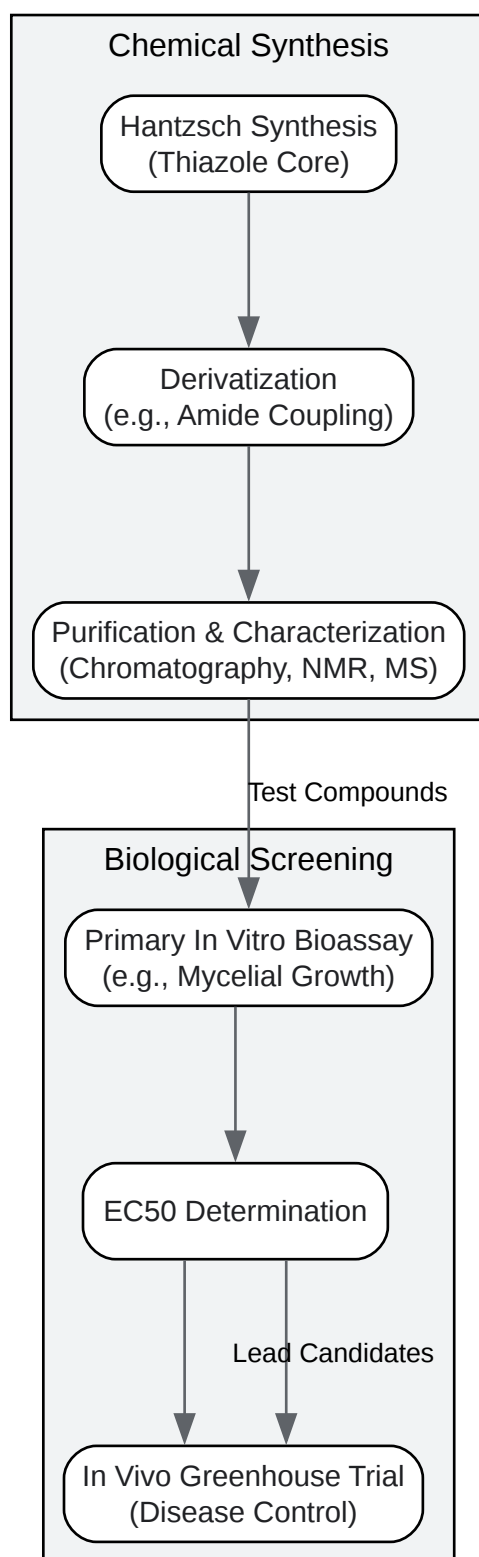 Chemical Synthesis
Hantzsch Synthesis
(Thiazole Core)
Derivatization
(e.g., Amide Coupling)
Purification & Characterization
(Chromatography, NMR, MS)
Test Compounds
Biological Screening
Primary In Vitro Bioassay
(e.g., Mycelial Growth)
EC50 Determination
Lead Candidates
In Vivo Greenhouse Trial
(Disease Control)